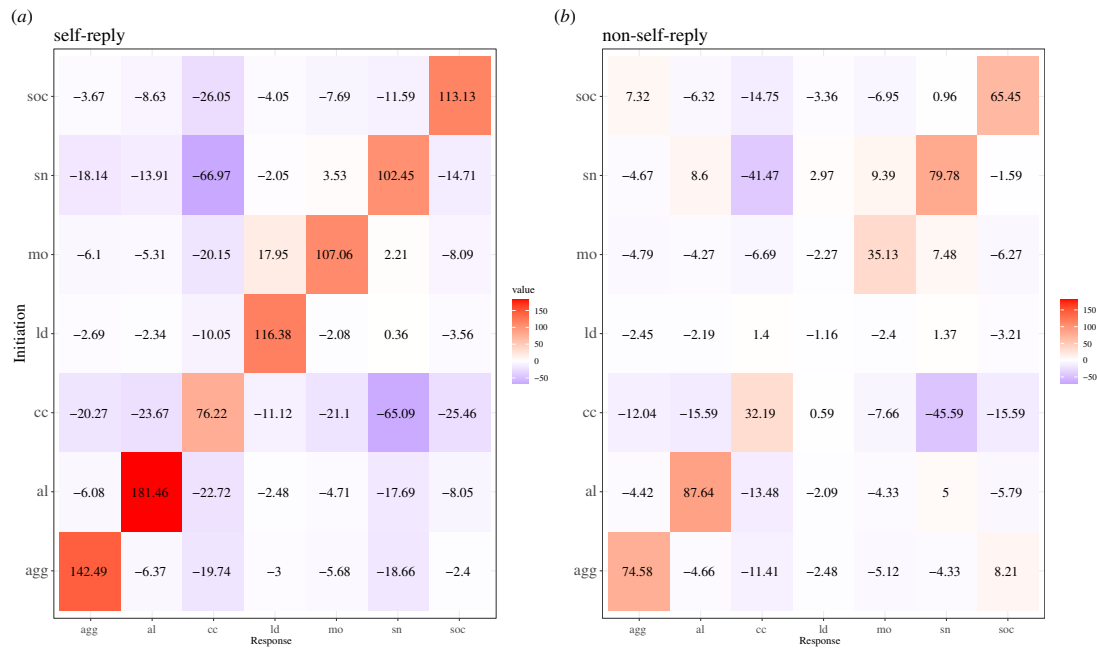 (a)
self-reply
soc −3.67 −8.63 −26.05 −4.05 −7.69 −11.59 113.13
sn −18.14 −13.91 −66.97 −2.05 3.53 102.45 −14.71
mo −6.1 −5.31 −20.15 17.95 107.06 2.21 −8.09
ld −2.69 −2.34 −10.05 116.38 −2.08 0.36 −3.56
cc −20.27 −23.67 76.22 −11.12 −21.1 −65.09 −25.46
al −6.08 181.46 −22.72 −2.48 −4.71 −17.69 −8.05
agg 142.49 −6.37 −19.74 −3 −5.68 −18.66 −2.4
agg al cc ld mo sn soc
Response
Initiation
value
150
100
50
0
−50
(b)
non-self-reply
soc 7.32 −6.32 −14.75 −3.36 −6.95 0.96 65.45
sn −4.67 8.6 −41.47 2.97 9.39 79.78 −1.59
mo −4.79 −4.27 −6.69 −2.27 35.13 7.48 −6.27
ld −2.45 −2.19 1.4 −1.16 −2.4 1.37 −3.21
cc −12.04 −15.59 32.19 0.59 −7.66 −45.59 −15.59
al −4.42 87.64 −13.48 −2.09 −4.33 5 −5.79
agg 74.58 −4.66 −11.41 −2.48 −5.12 −4.33 8.21
agg al cc ld mo sn soc
Response
150
100
50
0
−50